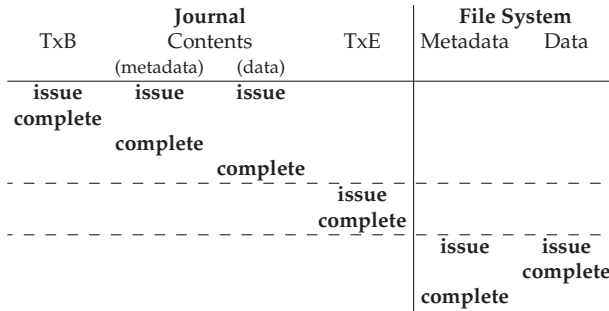 Journal File System
TxB Contents TxE Metadata Data
(metadata) (data)
issue issue issue
complete
complete
complete
issue
complete
issue issue
complete
complete